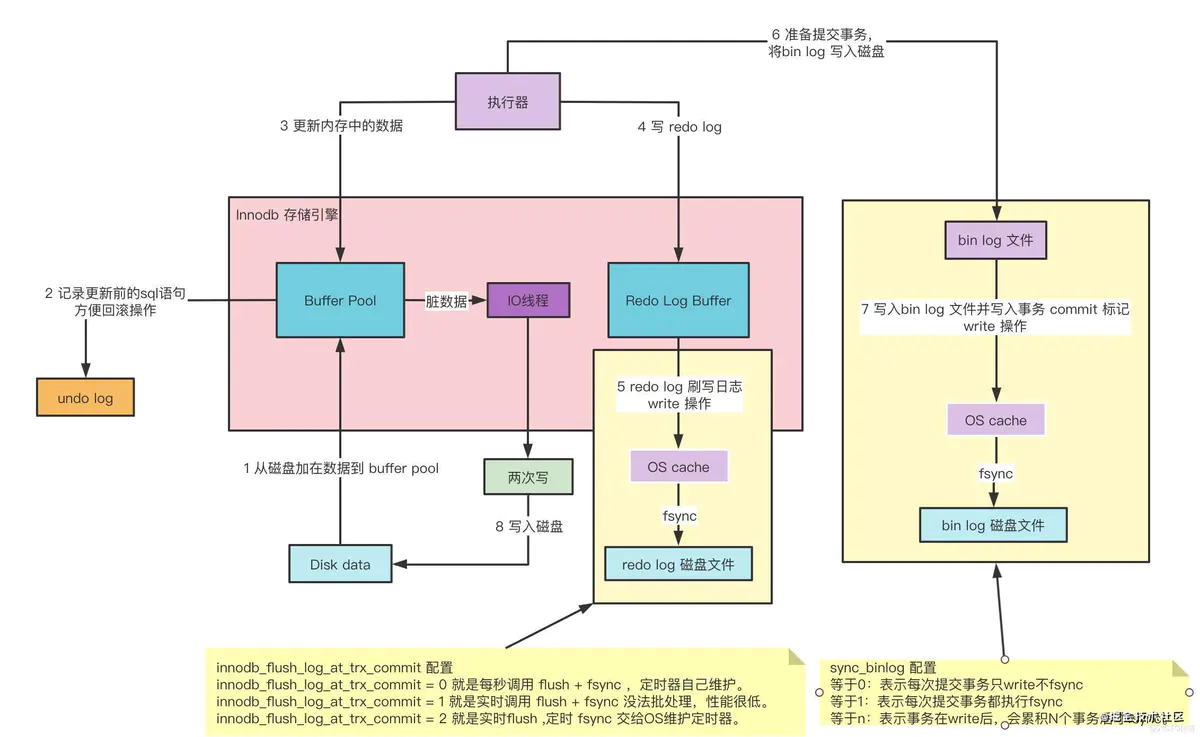 6 准备提交事务，
将bin log 写入磁盘
执行器
3 更新内存中的数据
4 写 redo log
Innodb 存储引擎
bin log 文件
2 记录更新前的sql语句
方便回滚操作
Buffer Pool
脏数据
IO线程
Redo Log Buffer
7 写入bin log 文件并写入事务 commit 标记
write 操作
undo log
5 redo log 刷写日志
write 操作
OS cache
1 从磁盘加在数据到 buffer pool
两次写
OS cache
fsync
fsync
8 写入磁盘
bin log 磁盘文件
Disk data
redo log 磁盘文件
innodb_flush_log_at_trx_commit 配置
innodb_flush_log_at_trx_commit = 0 就是每秒调用 flush + fsync ，定时器自己维护。
innodb_flush_log_at_trx_commit = 1 就是实时调用 flush + fsync 没法批处理，性能很低。
innodb_flush_log_at_trx_commit = 2 就是实时flush ,定时 fsync 交给OS维护定时器。
sync_binlog 配置
等于0：表示每次提交事务只write不fsync
等于1：表示每次提交事务都执行fsync
等于n：表示事务在write后，会累积N个事务
@掘金技术社区